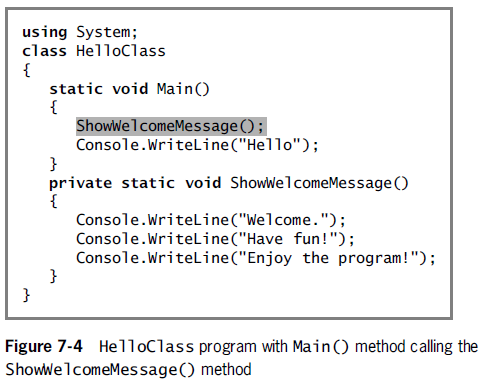 using System;
class HelloClass
{
   static void Main()
   {
      ShowWelcomeMessage();
      Console.WriteLine("Hello");
   }
   private static void ShowWelcomeMessage()
   {
      Console.WriteLine("Welcome.");
      Console.WriteLine("Have fun!");
      Console.WriteLine("Enjoy the program!");
   }
}
Figure 7-4 HelloClass program with Main() method calling the
ShowWelcomeMessage() method